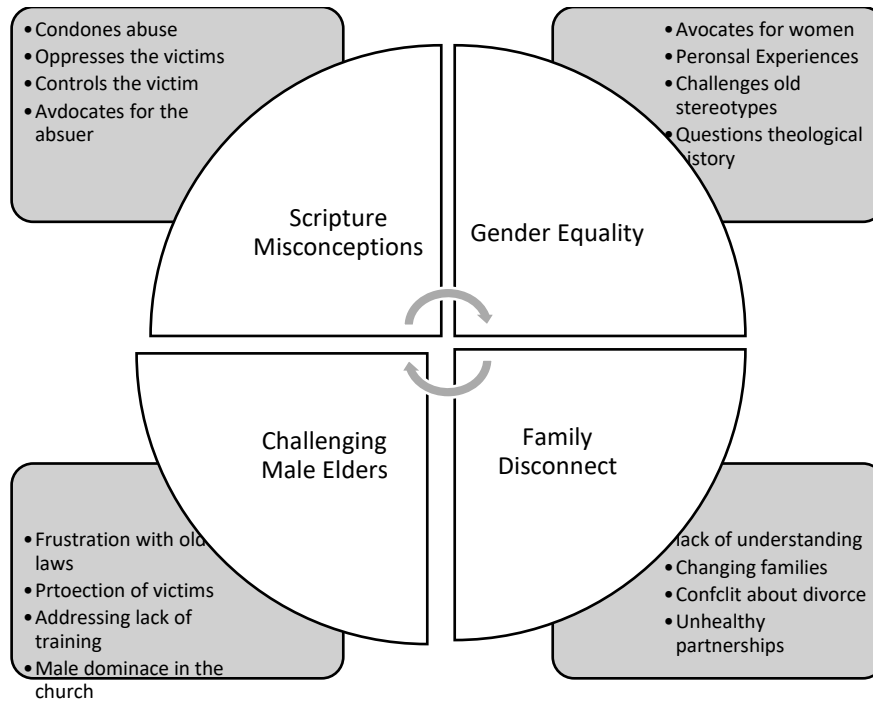 •Condones abuse
•Oppresses the victims
•Controls the victim
•Avdocates for the
absuer
•Avocates for women
•Peronsal Experiences
•Challenges old
stereotypes
•Questions theological
istory
Scripture
Misconceptions
Gender Equality
Challenging
Male Elders
Family
Disconnect
•Frustration with old
laws
•Prtoection of victims
•Addressing lack of
training
•Male dominace in the
church
lack of understanding
•Changing families
•Confclit about divorce
•Unhealthy
partnerships